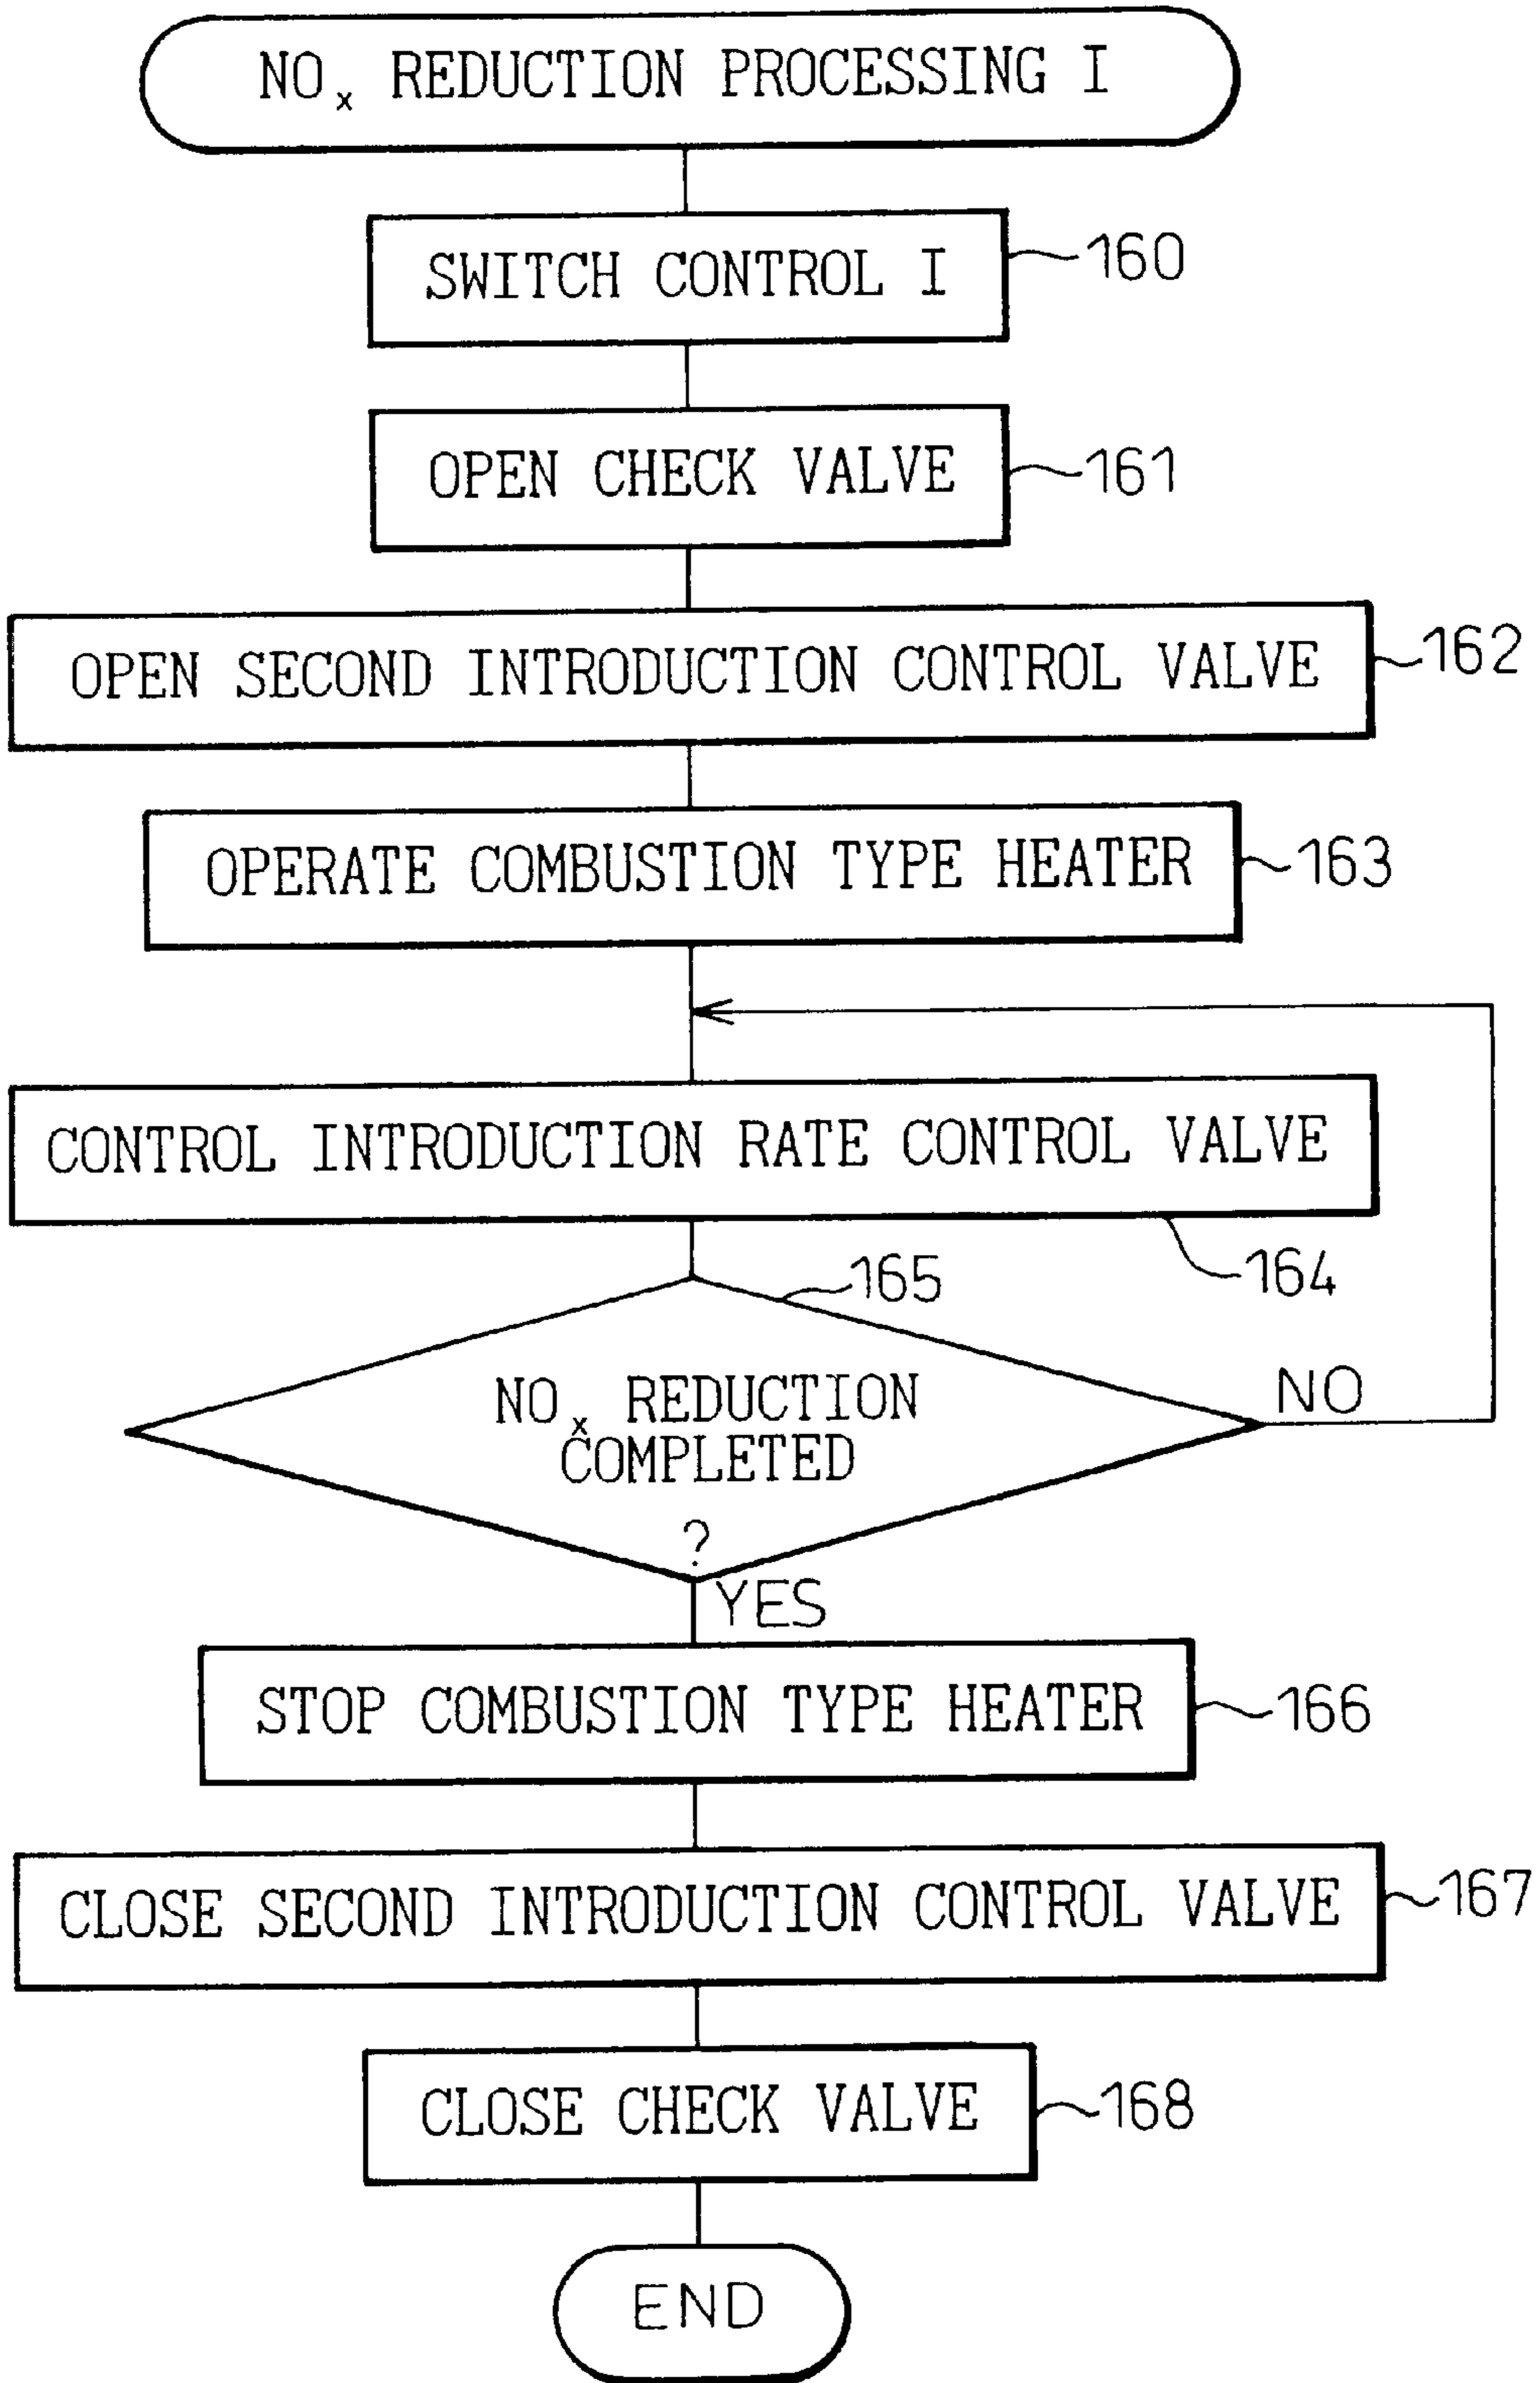 NOx REDUCTION PROCESSING I
SWITCH CONTROL I
160
OPEN CHECK VALVE
161
OPEN SECOND INTRODUCTION CONTROL VALVE
162
OPERATE COMBUSTION TYPE HEATER
163
CONTROL INTRODUCTION RATE CONTROL VALVE
164
165
NOx REDUCTION
COMPLETED
?
NO
YES
STOP COMBUSTION TYPE HEATER
166
CLOSE SECOND INTRODUCTION CONTROL VALVE
167
CLOSE CHECK VALVE
168
END